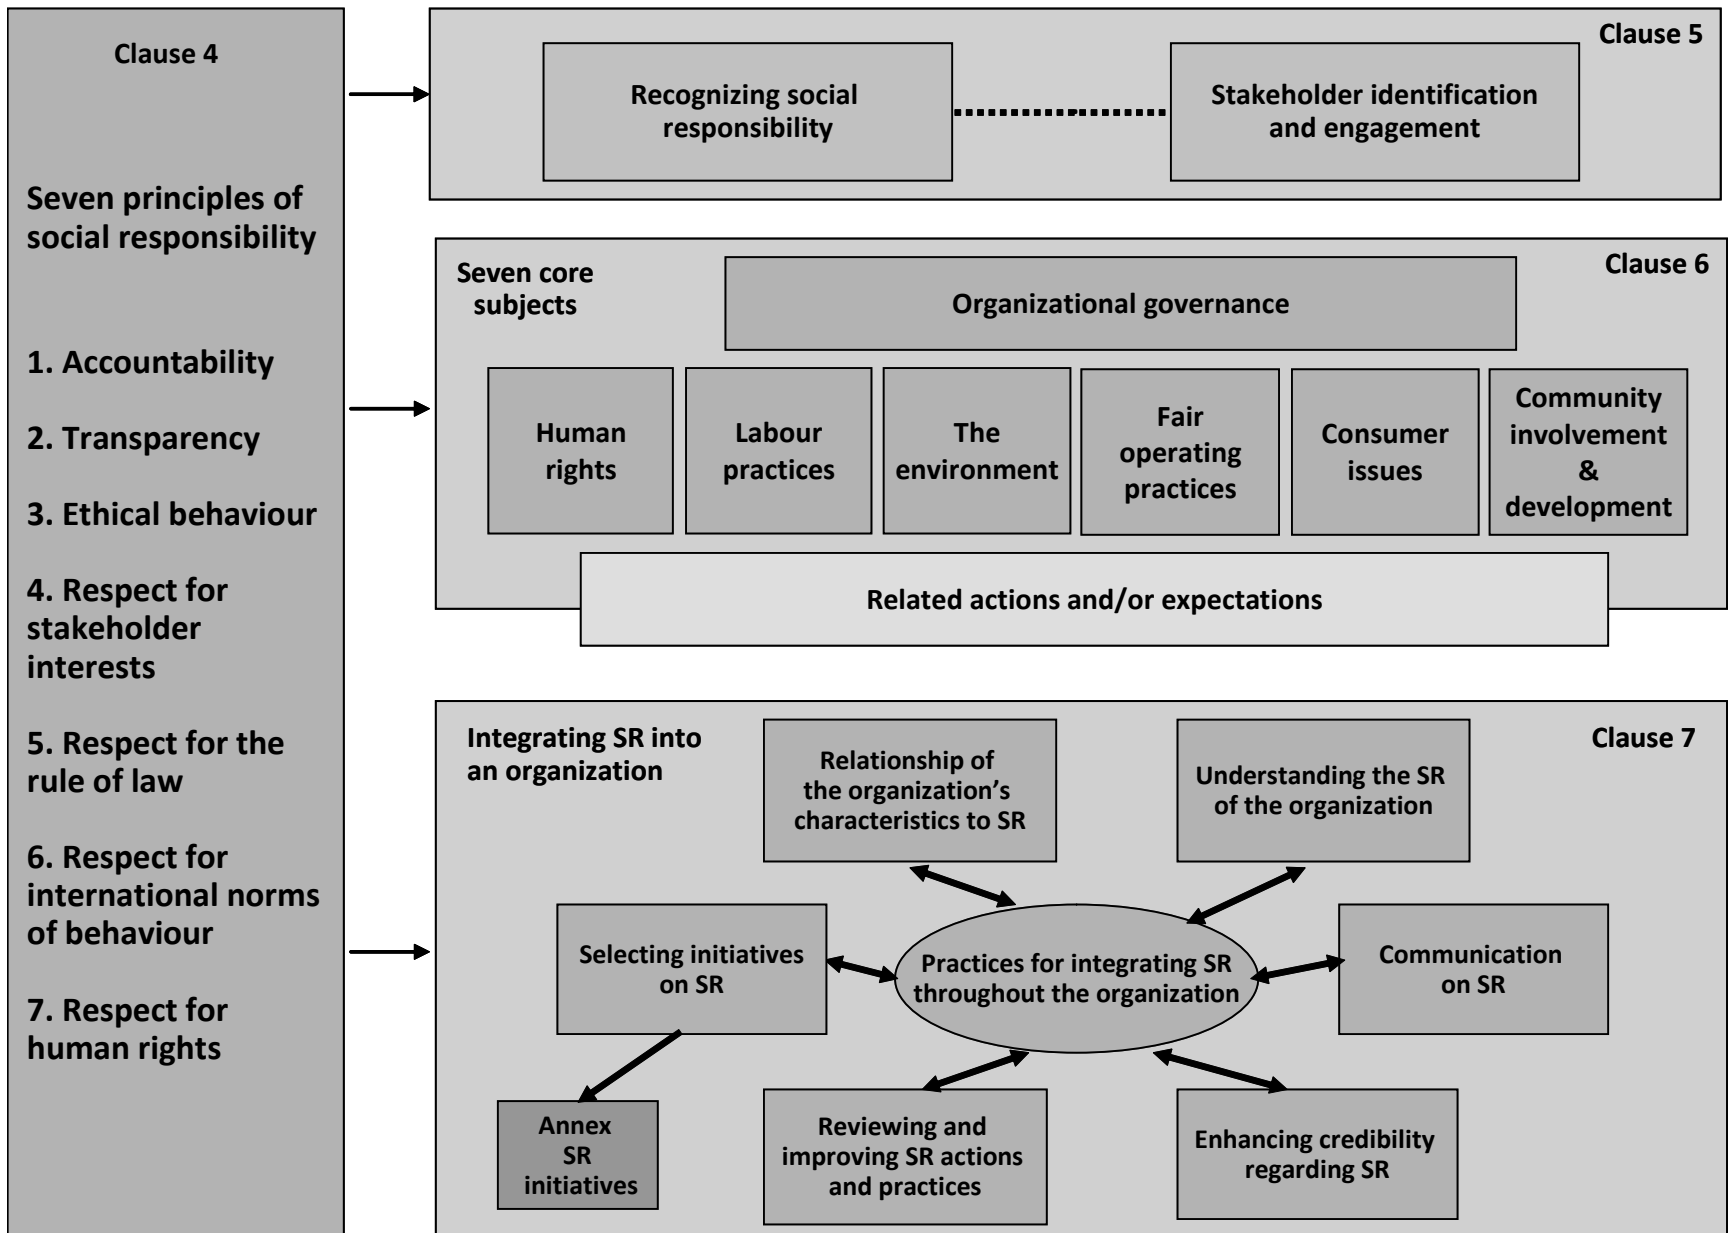 Clause 4
Seven principles of
social responsibility
1. Accountability
2. Transparency
3. Ethical behaviour
4. Respect for
stakeholder
interests
5. Respect for the
rule of law
6. Respect for
international norms
of behaviour
7. Respect for
human rights
Clause 5
Recognizing social
responsibility
Stakeholder identification
and engagement
Clause 6
Seven core
subjects
Organizational governance
Human
rights
Labour
practices
The
environment
Fair
operating
practices
Consumer
issues
Community
involvement
&
development
Related actions and/or expectations
Integrating SR into
an organization
Clause 7
Relationship of
the organization’s
characteristics to SR
Understanding the SR
of the organization
Selecting initiatives
on SR
Practices for integrating SR
throughout the organization
Communication
on SR
Annex
SR
initiatives
Reviewing and
improving SR actions
and practices
Enhancing credibility
regarding SR